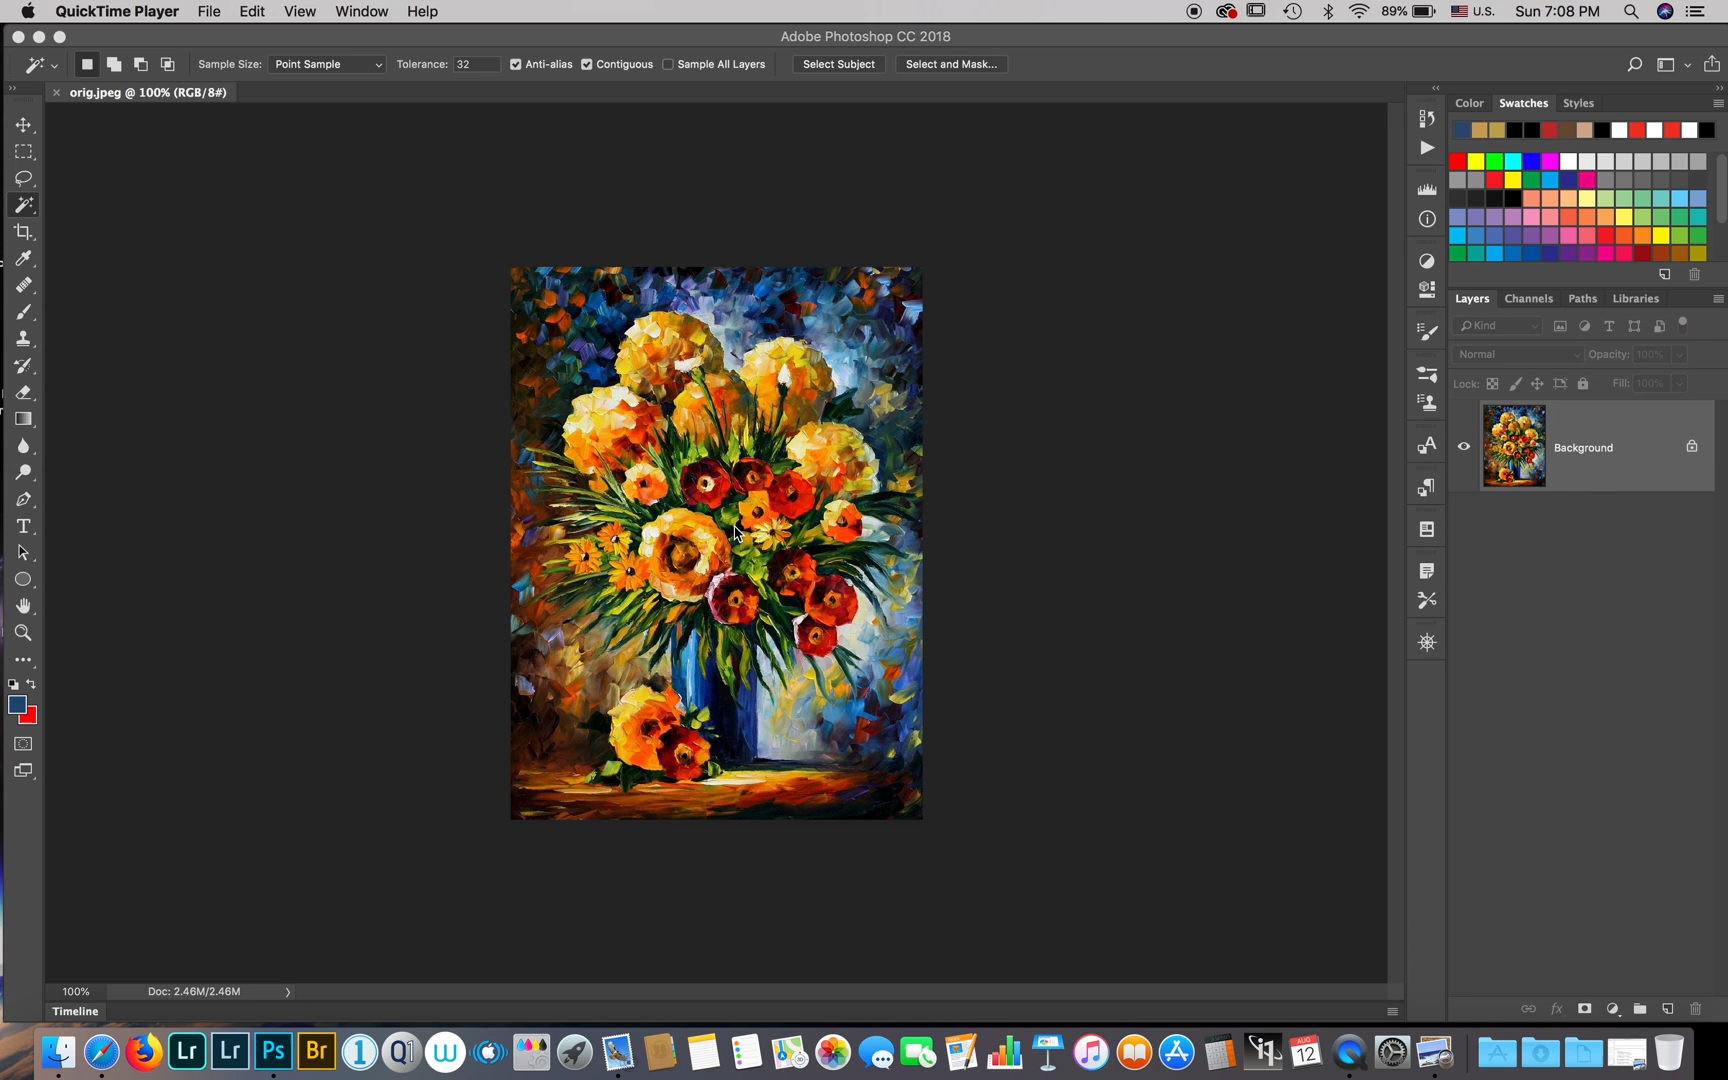 QuickTime Player File Edit View Window Help 89% U.S. Sun 7:08 PM
Adobe Photoshop CC 2018
Sample Size: Point Sample Tolerance: 32 Anti-alias Contiguous Sample All Layers Select Subject Select and Mask...
orig.jpeg @ 100% (RGB/8#)
Color Swatches Styles
Layers Channels Paths Libraries
Kind
Normal Opacity: 100%
Lock: Fill: 100%
Background
100% Doc: 2.46M/2.46M
Timeline
Lr Lr Ps Br 1 Q1 W AUG 12